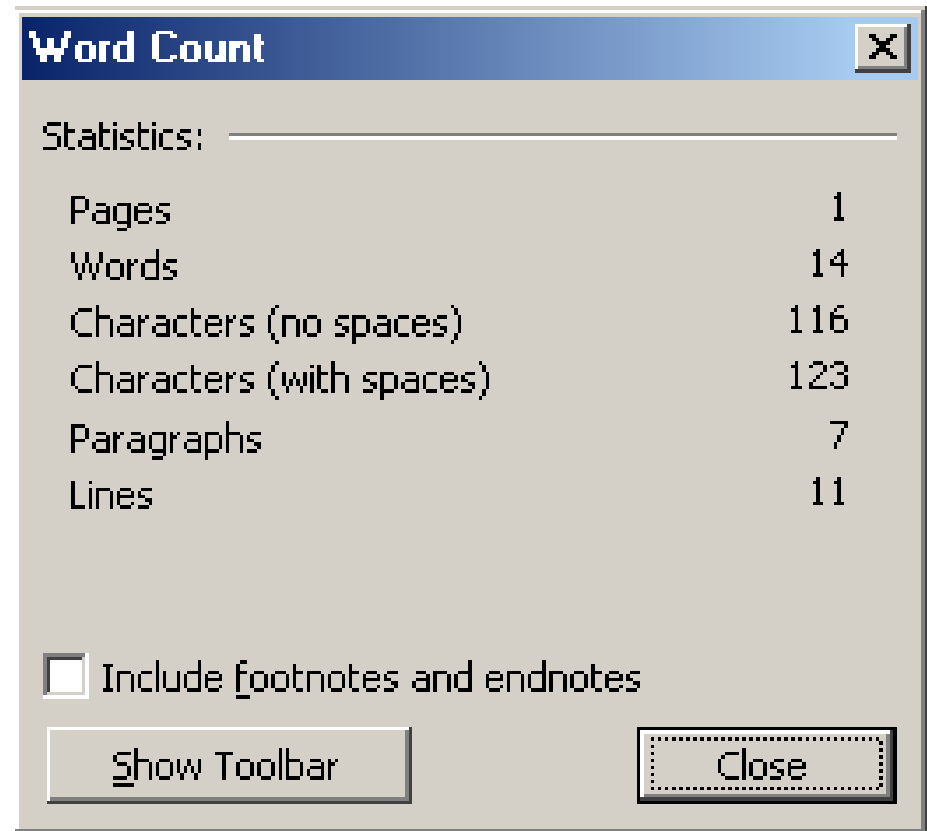 Word Count
Statistics:
Pages 1
Words 14
Characters (no spaces) 116
Characters (with spaces) 123
Paragraphs 7
Lines 11
Include footnotes and endnotes
Show Toolbar Close